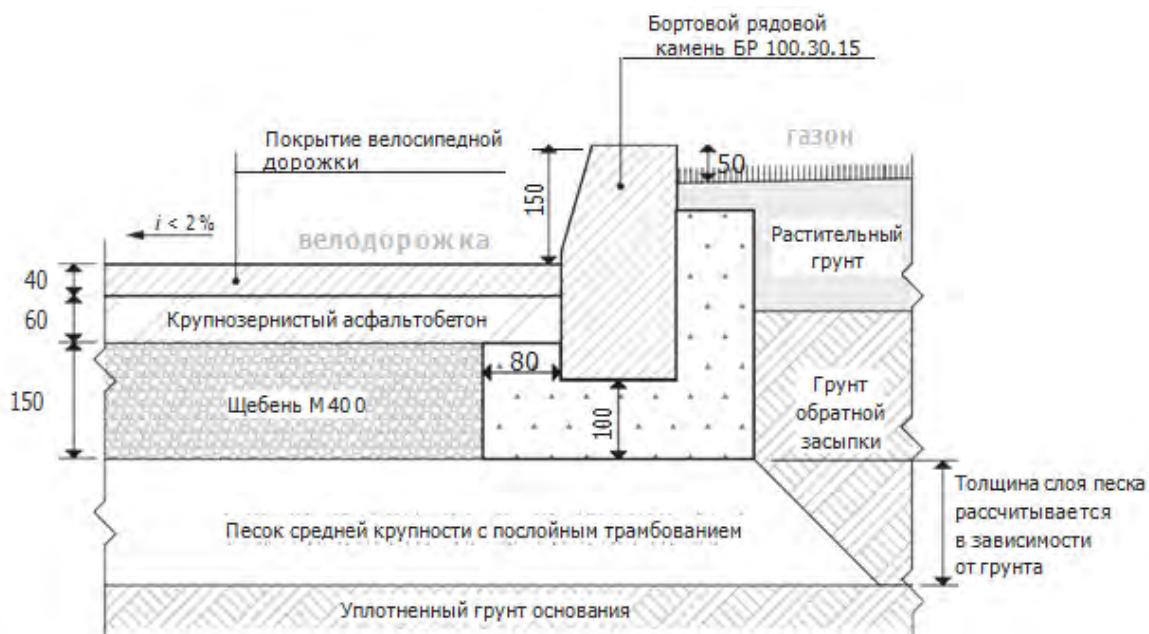 Бортовой рядовой
камень БР 100.30.15
Покрытие велосипедной
дорожки
газон
50
150
i < 2%
велодорожка
Растительный
грунт
40
60
Крупнозернистый асфальтобетон
80
150
Щебень М400
100
Грунт
обратной
засыпки
Толщина слоя песка
рассчитывается
в зависимости
от грунта
Песок средней крупности с послойным трамбованием
Уплотненный грунт основания